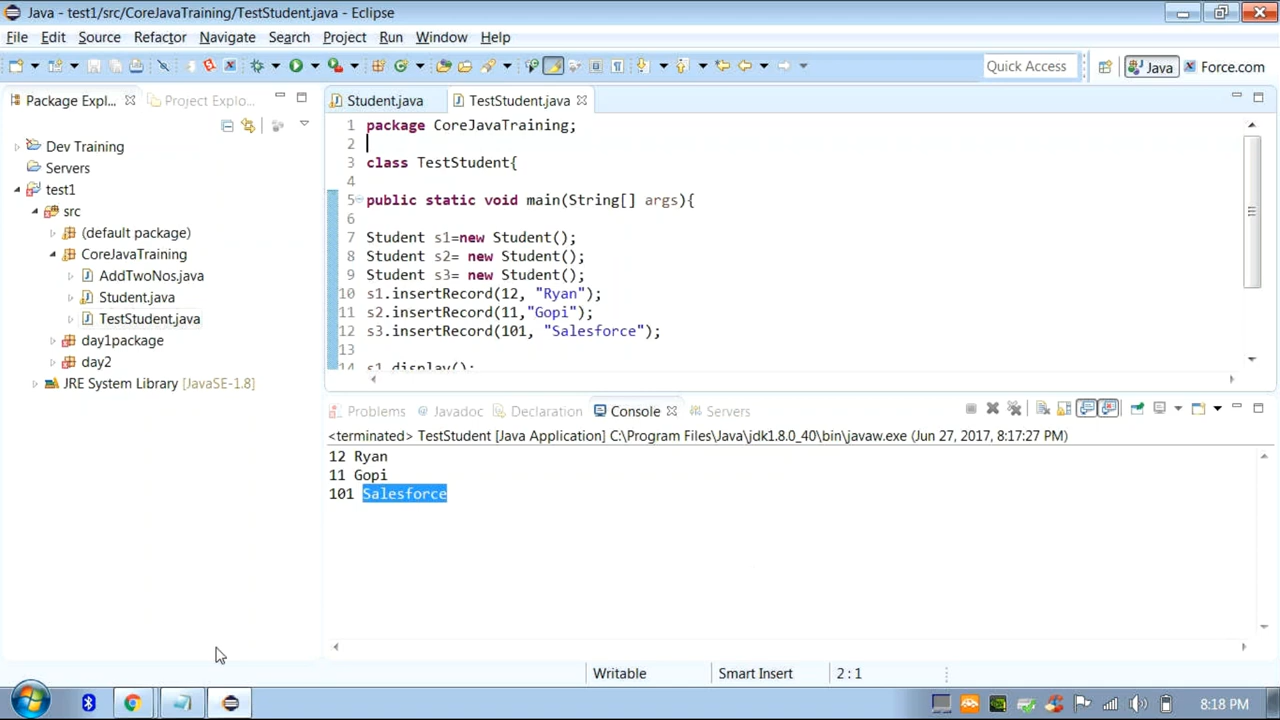 Java - test1/src/CoreJavaTraining/TestStudent.java - Eclipse
File Edit Source Refactor Navigate Search Project Run Window Help
Quick Access Java Force.com
Package Expl... Project Explo...
Dev Training
Servers
test1
src
(default package)
CoreJavaTraining
AddTwoNos.java
Student.java
TestStudent.java
day1package
day2
JRE System Library [JavaSE-1.8]
Student.java TestStudent.java
1 package CoreJavaTraining;
2
3 class TestStudent{
4
5 public static void main(String[] args){
6
7 Student s1=new Student();
8 Student s2= new Student();
9 Student s3= new Student();
10 s1.insertRecord(12, "Ryan");
11 s2.insertRecord(11,"Gopi");
12 s3.insertRecord(101, "Salesforce");
13
14 s1.display();
Problems Javadoc Declaration Console Servers
<terminated> TestStudent [Java Application] C:\Program Files\Java\jdk1.8.0_40\bin\javaw.exe (Jun 27, 2017, 8:17:27 PM)
12 Ryan
11 Gopi
101 Salesforce
Writable Smart Insert 2 : 1
8:18 PM